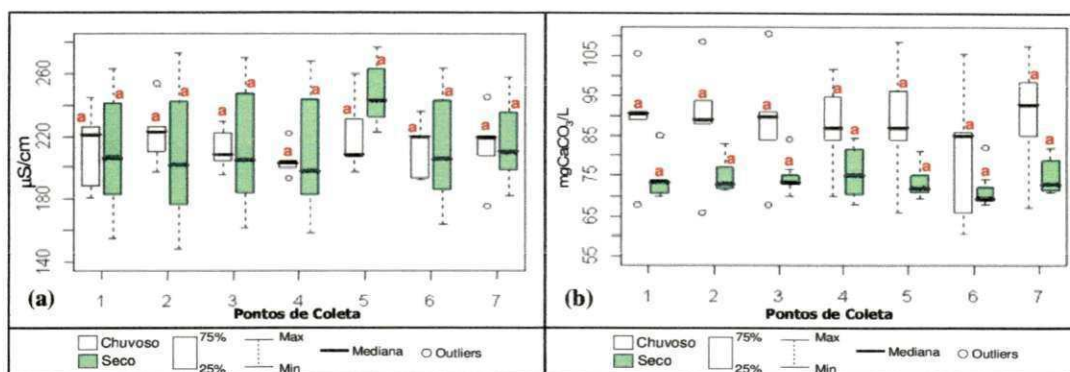 260
220
180
140
µS/cm
a a a a a a a a a a a a a a
(a)
1 2 3 4 5 6 7
Pontos de Coleta
Chuvoso
Seco
75%
25%
Max
Min
Mediana
Outliers
105
95
85
75
65
55
mgCaCO3/L
a a a a a a a a a a a a a a
(b)
1 2 3 4 5 6 7
Pontos de Coleta
Chuvoso
Seco
75%
25%
Max
Min
Mediana
Outliers